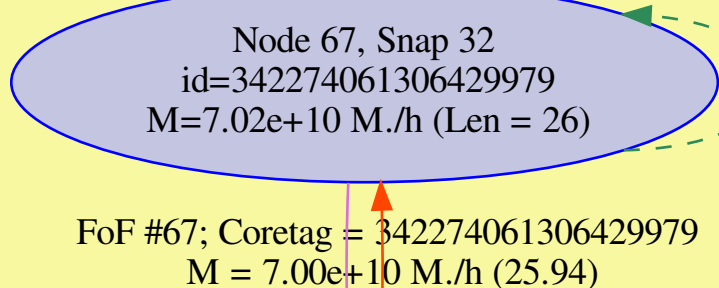 Node 67, Snap 32
id=342274061306429979
M=7.02e+10 M./h (Len = 26)
FoF #67; Coretag = 342274061306429979
M = 7.00e+10 M./h (25.94)